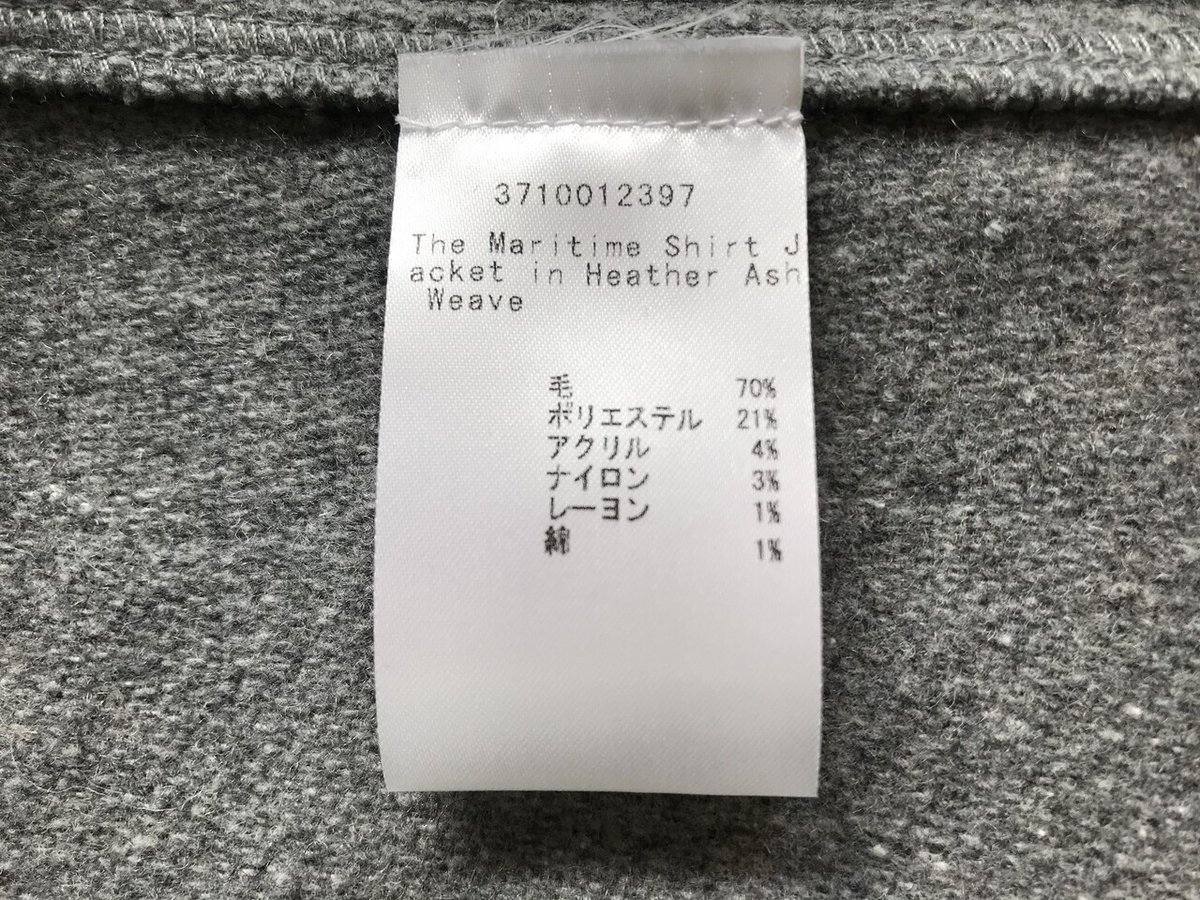 3710012397
The Maritime Shirt J
acket in Heather Ash
Weave
毛 70%
ポリエステル 21%
アクリル 4%
ナイロン 3%
レーヨン 1%
綿 1%